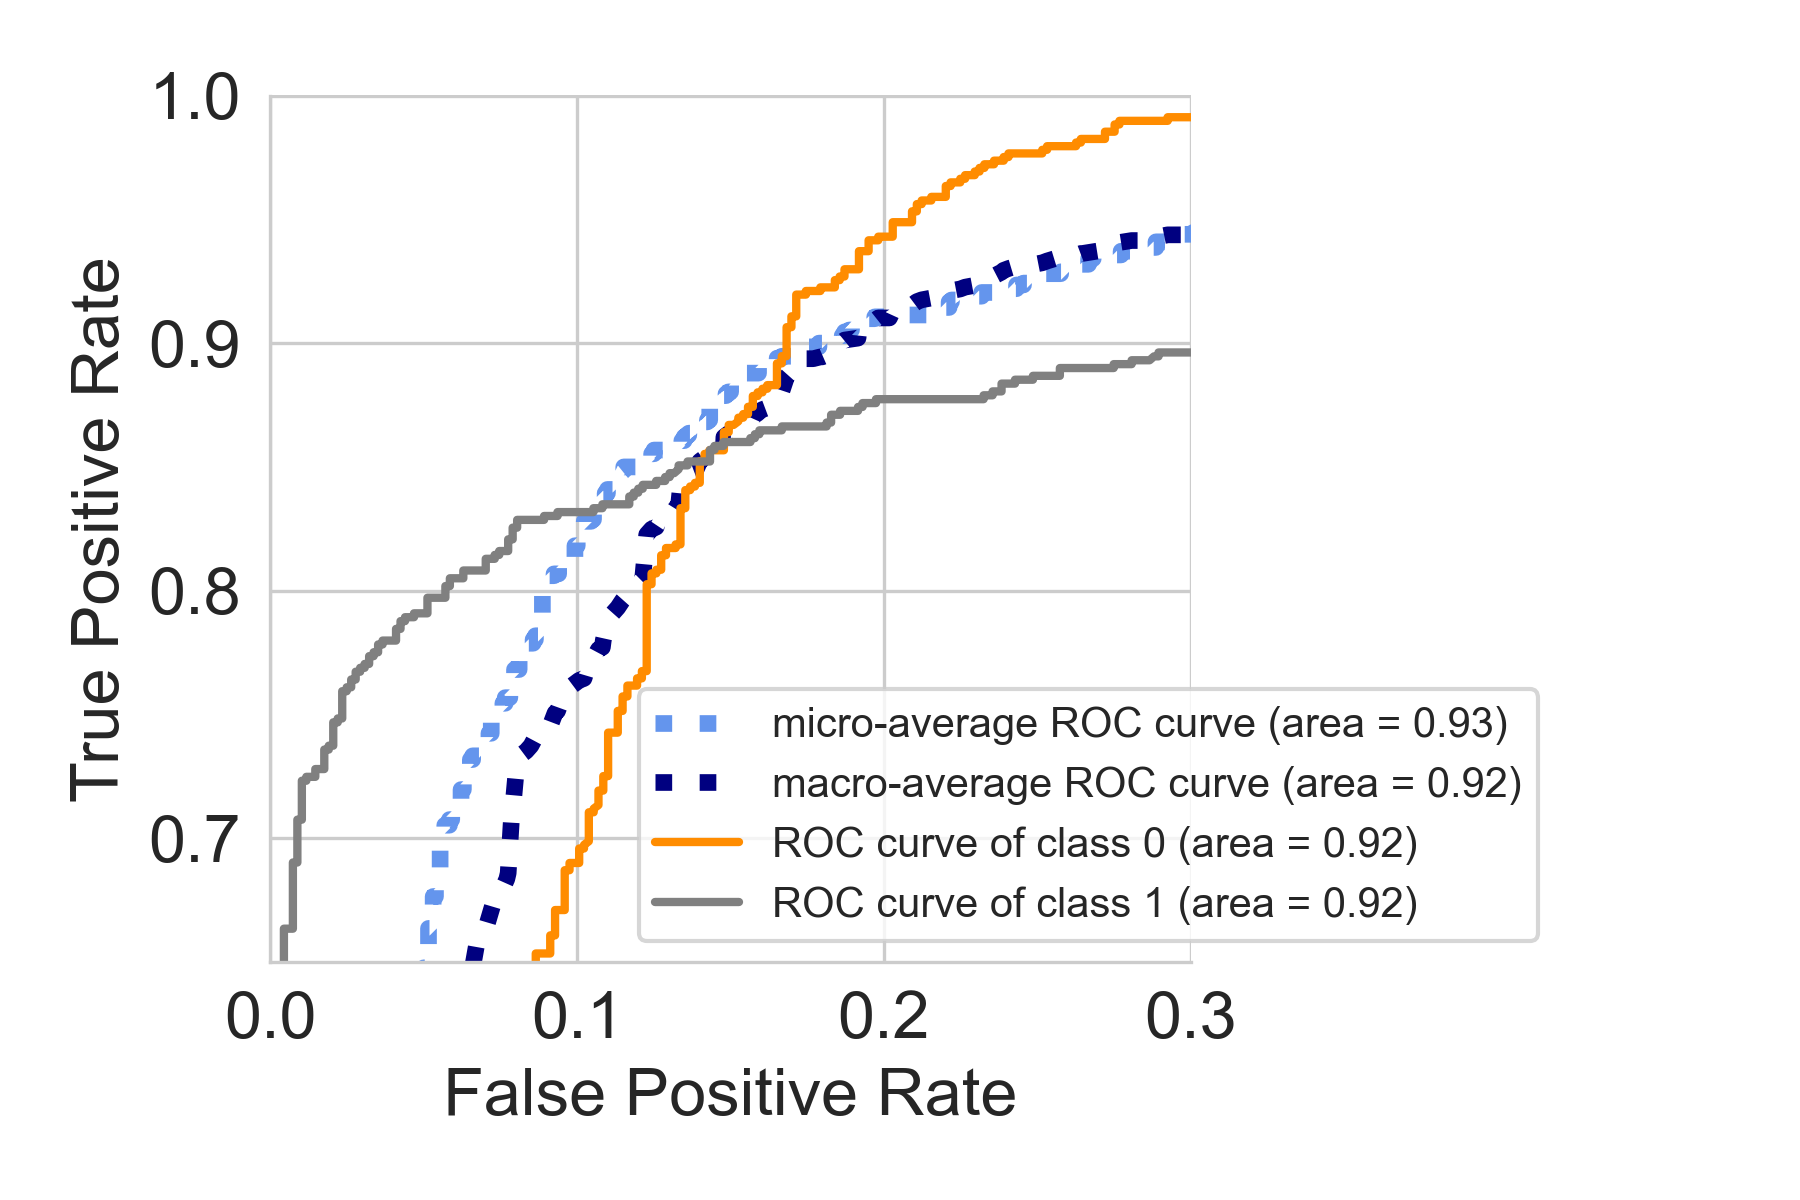 True Positive Rate
1.0
0.9
0.8
0.7
micro-average ROC curve (area = 0.93)
macro-average ROC curve (area = 0.92)
ROC curve of class 0 (area = 0.92)
ROC curve of class 1 (area = 0.92)
0.0 0.1 0.2 0.3
False Positive Rate